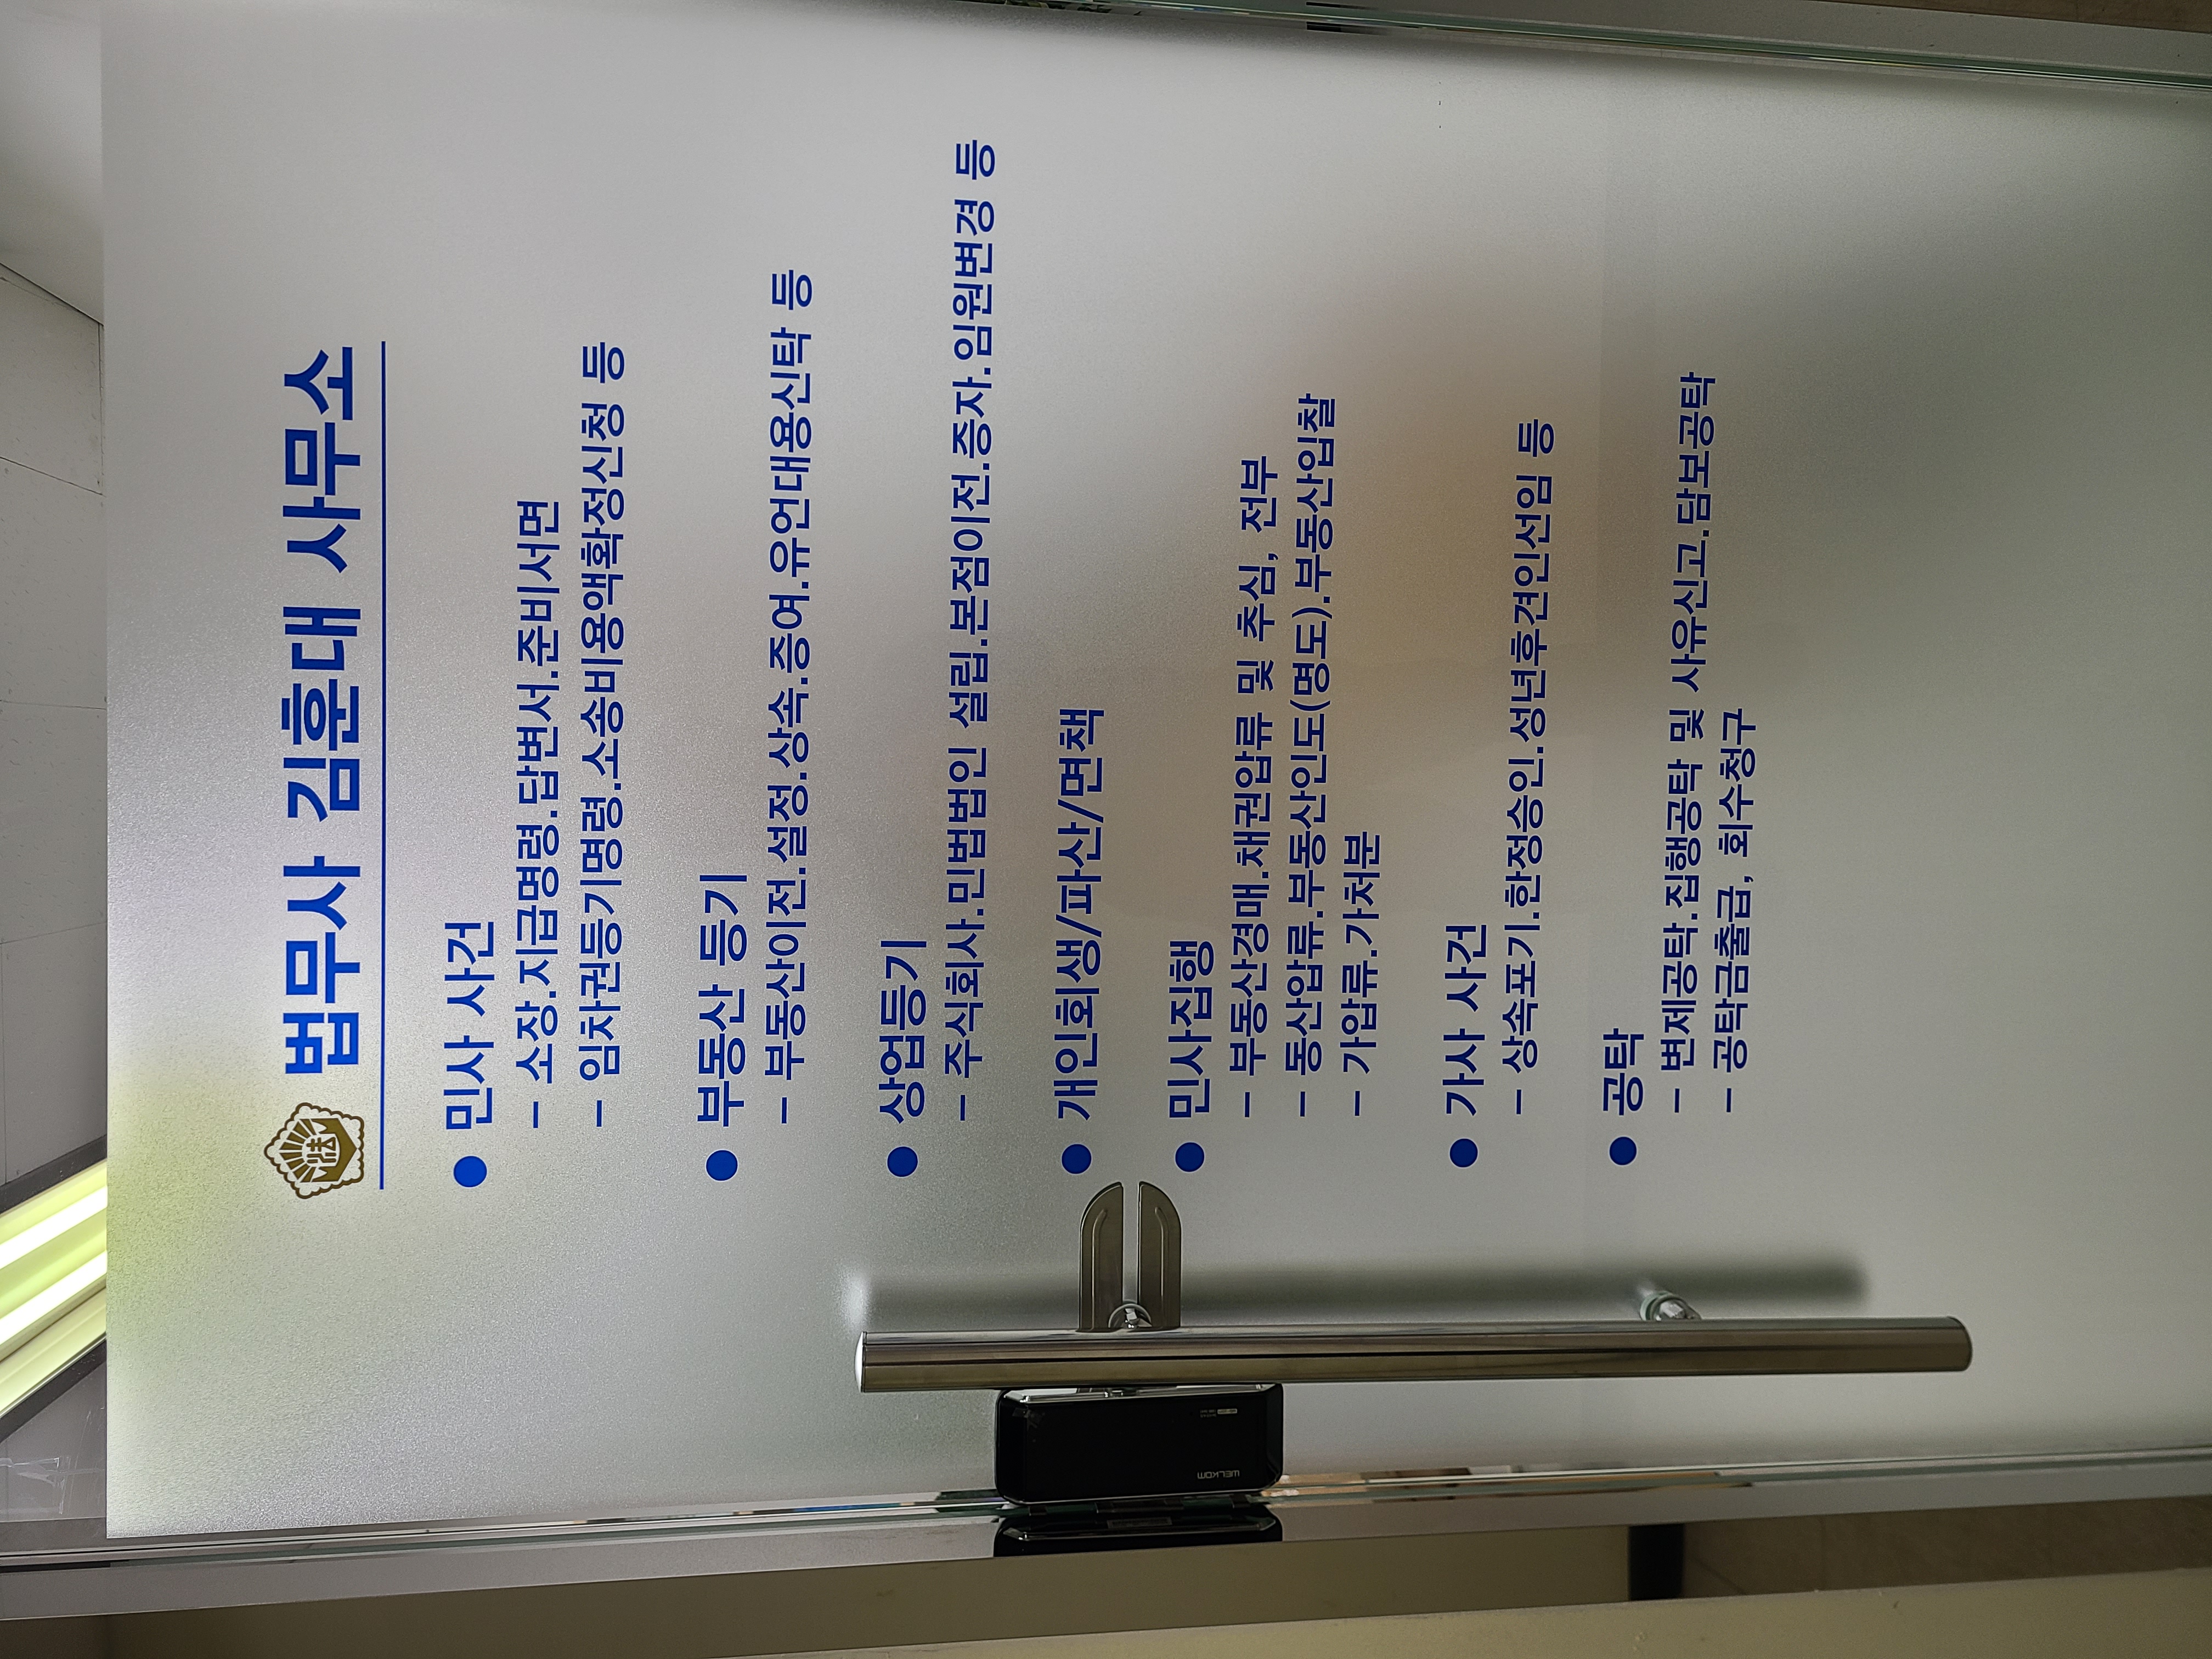 법무사 김훈대 사무소
● 민사 사건
- 소장.지급명령.답변서.준비서면
- 임차권등기명령.소송비용액확정신청 등
● 부동산 등기
- 부동산이전.설정.상속.증여.유언대용신탁 등
● 상업등기
- 주식회사.민법법인 설립.본점이전.증자.임원변경 등
● 개인회생/파산/면책
● 민사집행
- 부동산경매.채권압류 및 추심, 전부
- 동산압류.부동산인도(명도).부동산입찰
- 가압류.가처분
● 가사 사건
- 상속포기.한정승인.성년후견인선임 등
● 공탁
- 변제공탁.집행공탁 및 사유신고.담보공탁
- 공탁금출급, 회수청구
WELKOM